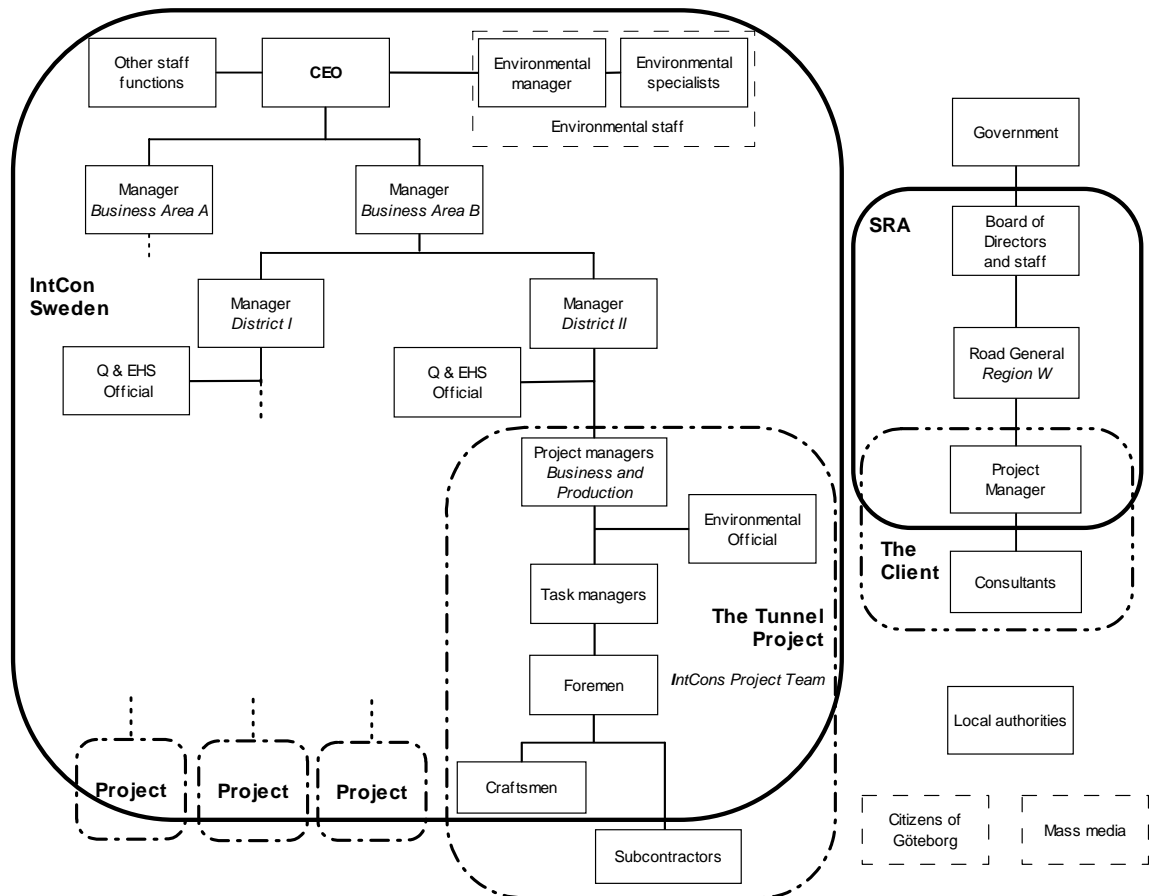 Other staff
functions
CEO
Environmental
manager
Environmental
specialists
Environmental staff
Manager
Business Area A
Manager
Business Area B
IntCon
Sweden
Manager
District I
Manager
District II
Q & EHS
Official
Q & EHS
Official
Project managers
Business and
Production
Environmental
Official
Task managers
The Tunnel
Project
Foremen
IntCons Project Team
Craftsmen
Subcontractors
Project
Project
Project
Government
SRA
Board of
Directors
and staff
Road General
Region W
Project
Manager
The
Client
Consultants
Local authorities
Citizens of
Göteborg
Mass media